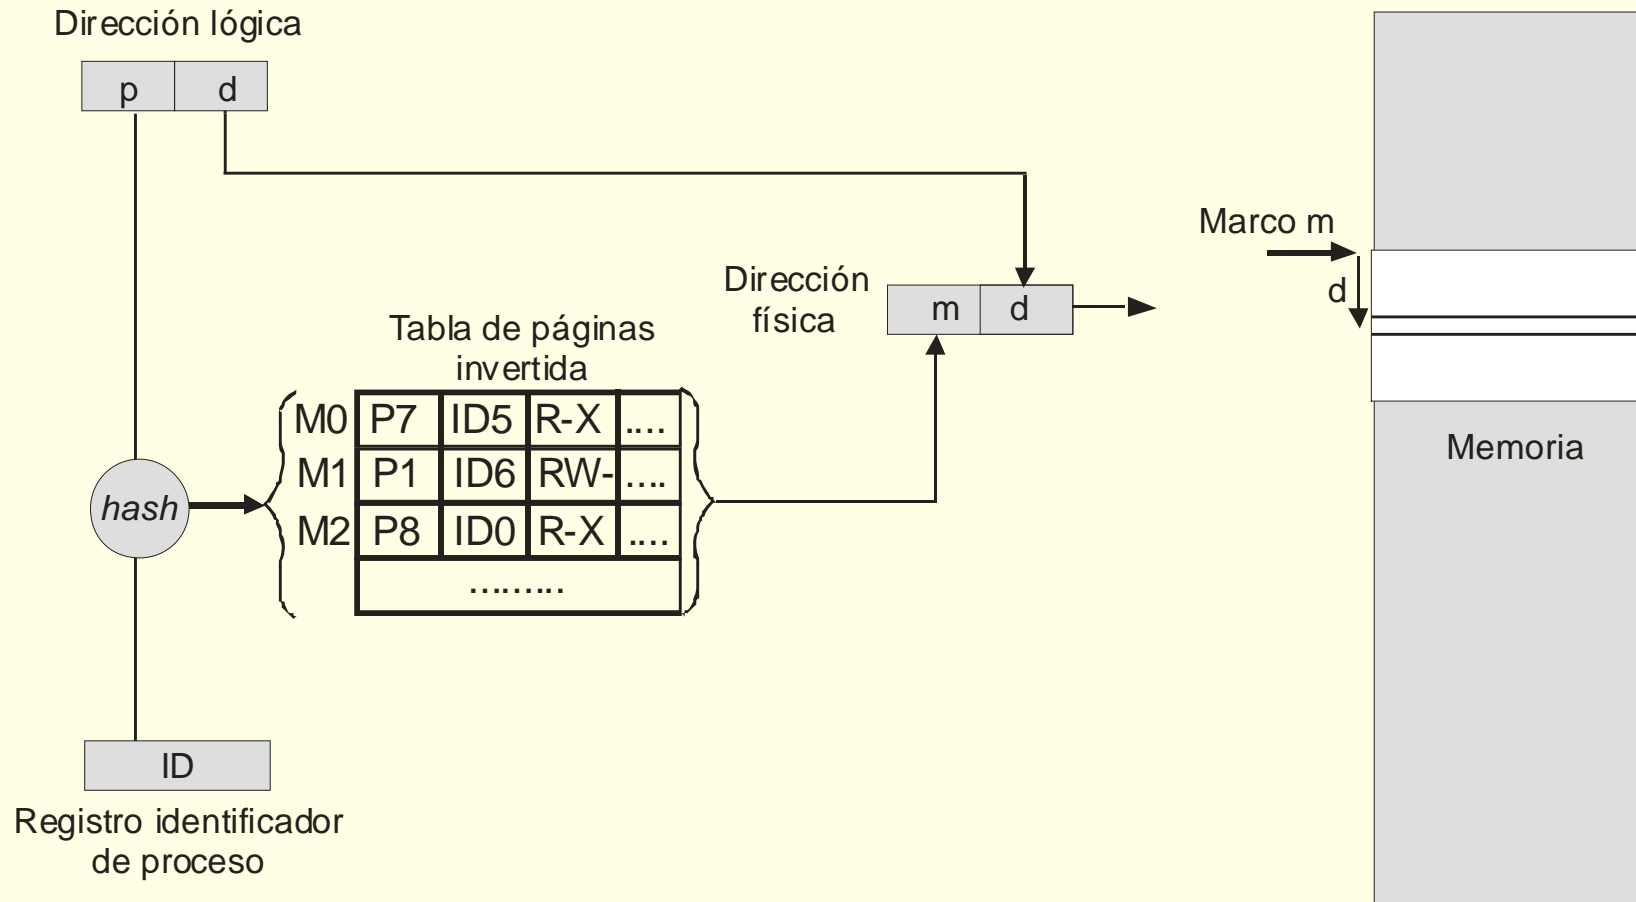 Dirección lógica
p d
Marco m
d
Dirección
física
m d
Tabla de páginas
invertida
M0 P7 ID5 R-X ....
M1 P1 ID6 RW- ....
M2 P8 ID0 R-X ....
.........
hash
Memoria
ID
Registro identificador
de proceso